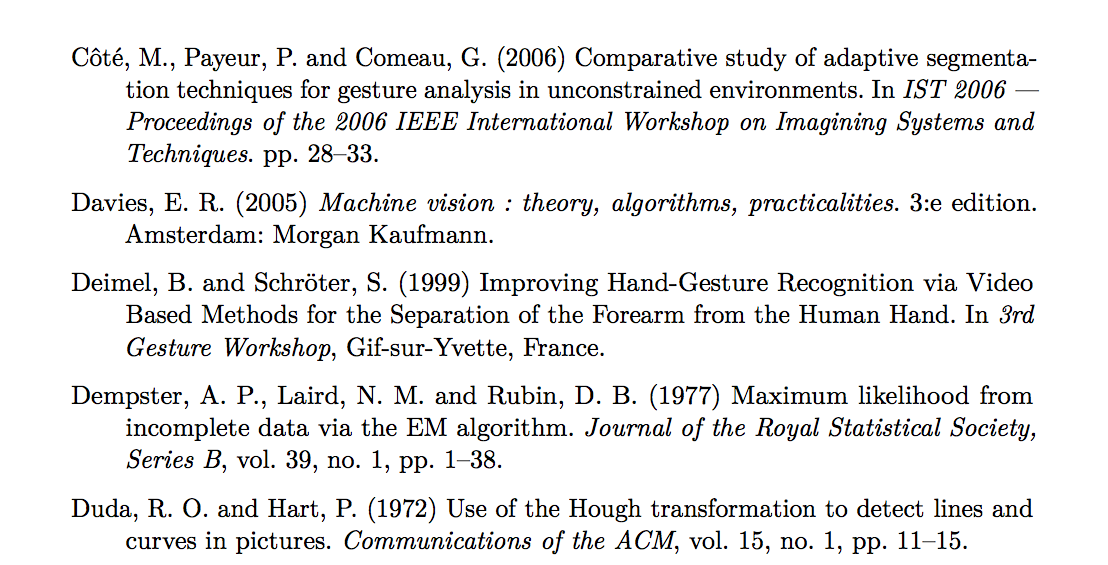 Côté, M., Payeur, P. and Comeau, G. (2006) Comparative study of adaptive segmenta-
tion techniques for gesture analysis in unconstrained environments. In IST 2006 —
Proceedings of the 2006 IEEE International Workshop on Imagining Systems and
Techniques. pp. 28–33.
Davies, E. R. (2005) Machine vision : theory, algorithms, practicalities. 3:e edition.
Amsterdam: Morgan Kaufmann.
Deimel, B. and Schröter, S. (1999) Improving Hand-Gesture Recognition via Video
Based Methods for the Separation of the Forearm from the Human Hand. In 3rd
Gesture Workshop, Gif-sur-Yvette, France.
Dempster, A. P., Laird, N. M. and Rubin, D. B. (1977) Maximum likelihood from
incomplete data via the EM algorithm. Journal of the Royal Statistical Society,
Series B, vol. 39, no. 1, pp. 1–38.
Duda, R. O. and Hart, P. (1972) Use of the Hough transformation to detect lines and
curves in pictures. Communications of the ACM, vol. 15, no. 1, pp. 11–15.